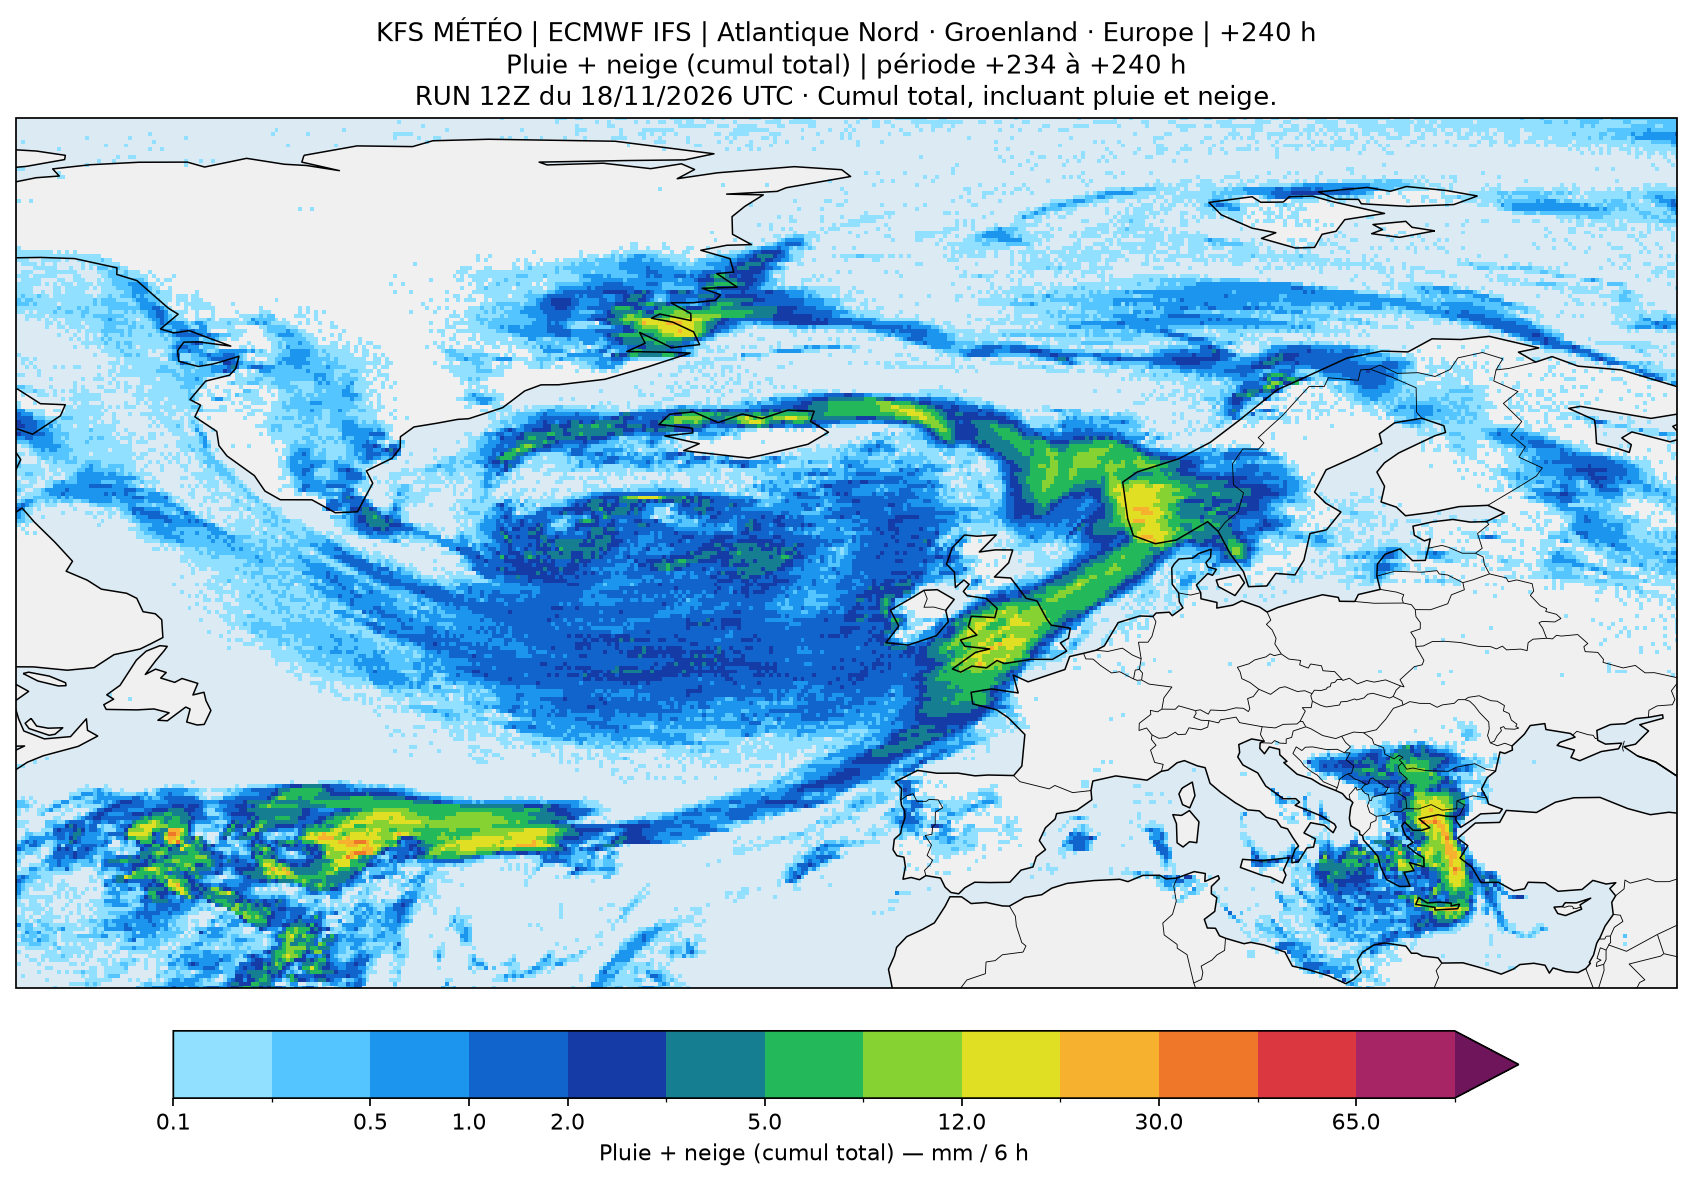 KFS MÉTÉO | ECMWF IFS | Atlantique Nord · Groenland · Europe | +240 h
Pluie + neige (cumul total) | période +234 à +240 h
RUN 12Z du 18/11/2026 UTC · Cumul total, incluant pluie et neige.
0.1 0.5 1.0 2.0 5.0 12.0 30.0 65.0
Pluie + neige (cumul total) — mm / 6 h